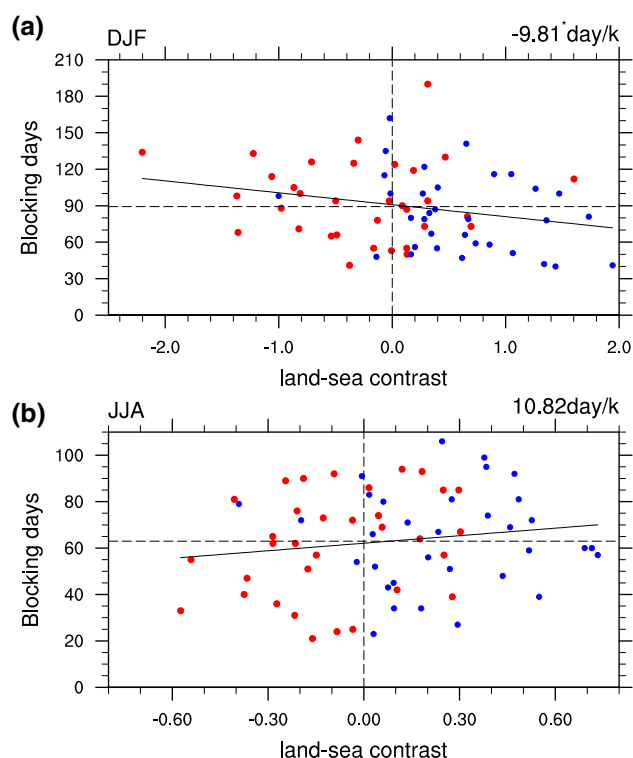 (a) DJF -9.81*day/k
210
180
150
120
90
60
30
0
Blocking days
-2.0 -1.0 0.0 1.0 2.0
land-sea contrast
(b) JJA 10.82day/k
100
80
60
40
20
0
Blocking days
-0.60 -0.30 0.00 0.30 0.60
land-sea contrast